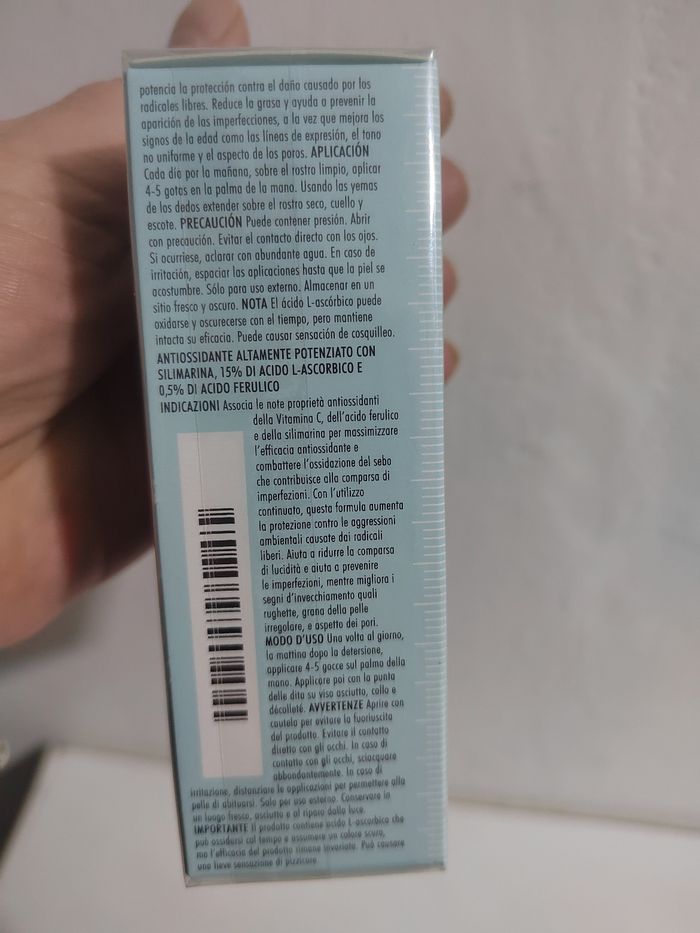 potencia la protección contra el daño causado por los
radicales libres. Reduce la grasa y ayuda a prevenir la
aparición de las imperfecciones, a la vez que mejora los
signos de la edad como las líneas de expresión, el tono
no uniforme y el aspecto de los poros. APLICACIÓN
Cada día por la mañana, sobre el rostro limpio, aplicar
4-5 gotas en la palma de la mano. Usando las yemas
de los dedos extender sobre el rostro seco, cuello y
escote. PRECAUCIÓN Puede contener presión. Abrir
con precaución. Evitar el contacto directo con los ojos.
Si ocurriese, aclarar con abundante agua. En caso de
irritación, espaciar las aplicaciones hasta que la piel se
acostumbre. Sólo para uso externo. Almacenar en un
sitio fresco y oscuro. NOTA El ácido L-ascórbico puede
oxidarse y oscurecerse con el tiempo, pero mantiene
intacta su eficacia. Puede causar sensación de cosquilleo.
ANTIOSSIDANTE ALTAMENTE POTENZIATO CON
SILIMARINA, 15% DI ACIDO L-ASCORBICO E
0,5% DI ACIDO FERULICO
INDICAZIONI Associa le note proprietà antiossidanti
della Vitamina C, dell'acido ferulico
e della silimarina per massimizzare
l'efficacia antiossidante e
combattere l'ossidazione del sebo
che contribuisce alla comparsa di
imperfezioni. Con l'utilizzo
continuato, questa formula aumenta
la protezione contro le aggressioni
ambientali causate dai radicali
liberi. Aiuta a ridurre la comparsa
di lucidità e aiuta a prevenire
le imperfezioni, mentre migliora i
segni d'invecchiamento quali
rughette, grana della pelle
irregolare, e aspetto dei pori.
MODO D'USO Una volta al giorno,
la mattina dopo la detersione,
applicare 4-5 gocce sul palmo della
mano. Applicare poi con la punta
delle dita su viso asciutto, collo e
décolleté. AVVERTENZE Aprire con
cautela per evitare la fuoriuscita
del prodotto. Evitare il contatto
diretto con gli occhi. In caso di
contatto con gli occhi, sciacquare
abbondantemente. In caso di
irritazione, distanziare le applicazioni per permettere alla
pelle di abituarsi. Solo per uso esterno. Conservare in
un luogo fresco, asciutto e al riparo dalla luce.
IMPORTANTE Il prodotto contiene acido L-ascorbico che
può ossidarsi col tempo e assumere un colore scuro,
ma l'efficacia del prodotto rimane invariata. Può causare
una lieve sensazione di pizzicore.